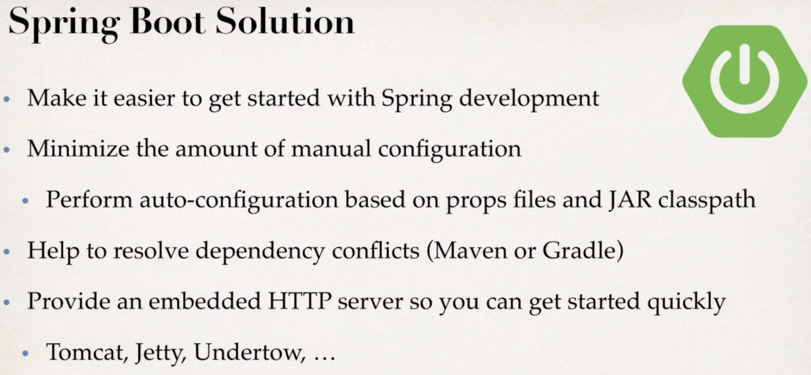 Spring Boot Solution
• Make it easier to get started with Spring development
• Minimize the amount of manual configuration
• Perform auto-configuration based on props files and JAR classpath
• Help to resolve dependency conflicts (Maven or Gradle)
• Provide an embedded HTTP server so you can get started quickly
• Tomcat, Jetty, Undertow, …